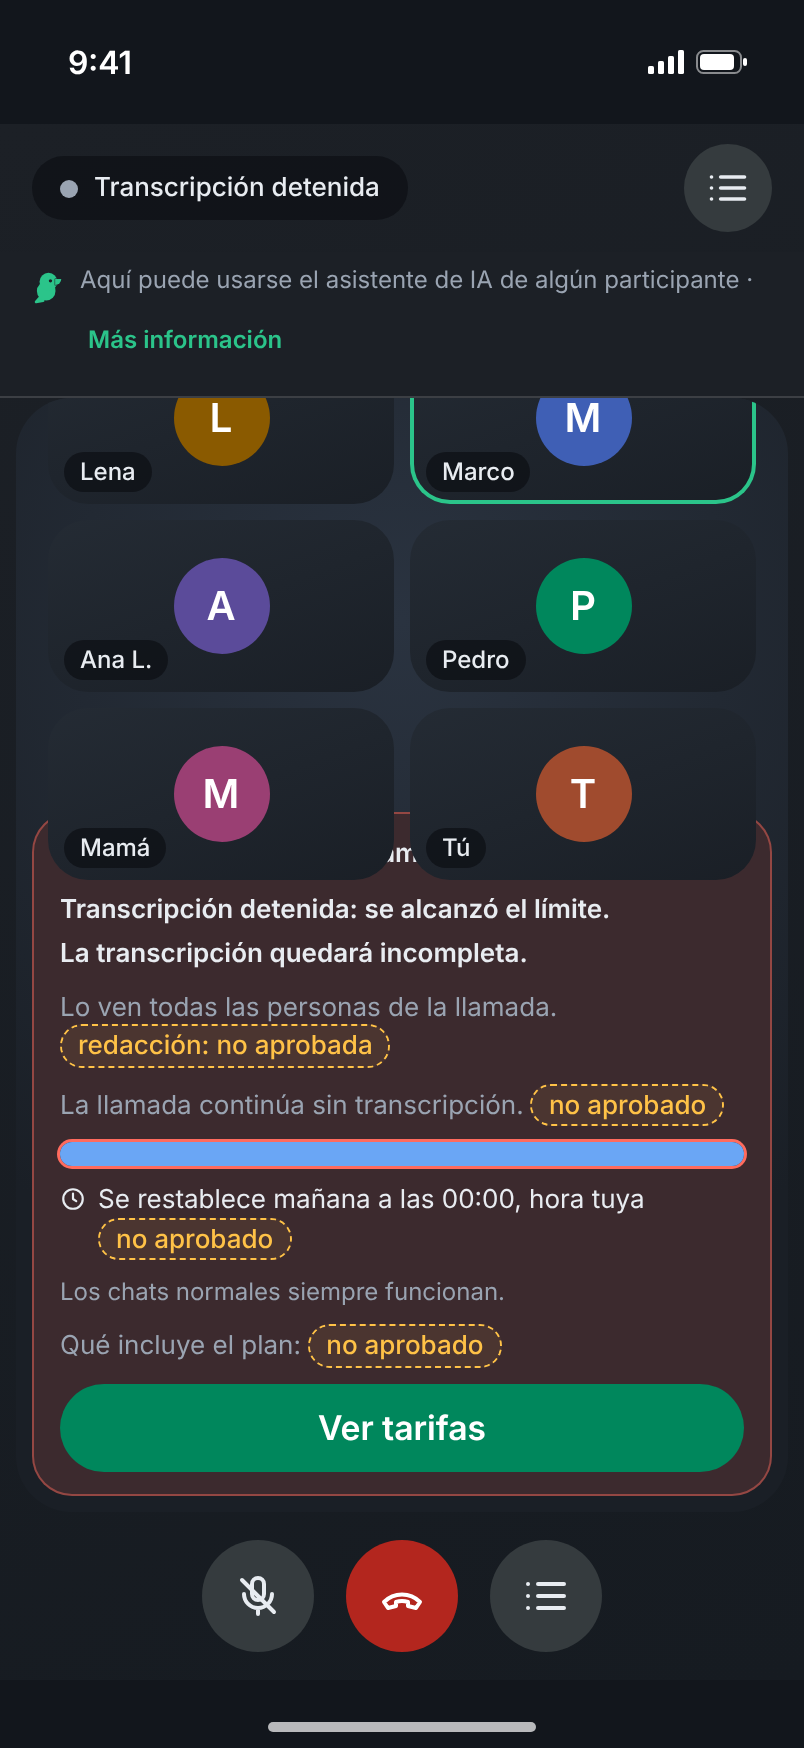 9:41
Transcripción detenida
Aquí puede usarse el asistente de IA de algún participante ·
Más información
L
M
Lena
Marco
A
P
Ana L.
Pedro
M
T
Mamá
Tú
Transcripción detenida: se alcanzó el límite.
La transcripción quedará incompleta.
Lo ven todas las personas de la llamada.
redacción: no aprobada
La llamada continúa sin transcripción. no aprobado
Se restablece mañana a las 00:00, hora tuya
no aprobado
Los chats normales siempre funcionan.
Qué incluye el plan: no aprobado
Ver tarifas